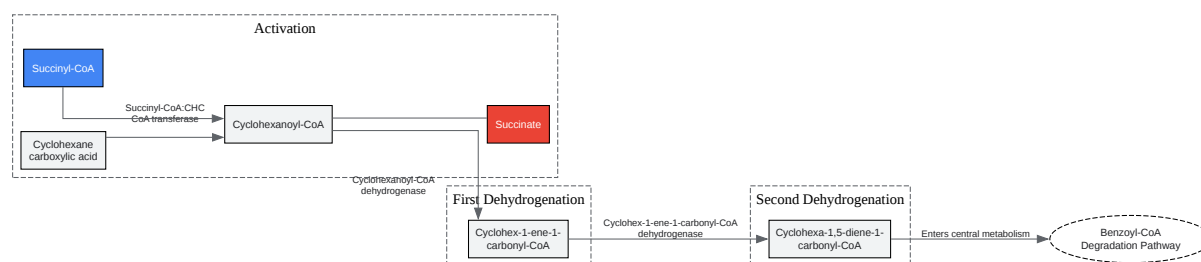 Activation
Succinyl-CoA
Succinyl-CoA:CHC
CoA transferase
Cyclohexanoyl-CoA
Succinate
Cyclohexane
carboxylic acid
Cyclohexanoyl-CoA
dehydrogenase
First Dehydrogenation
Cyclohex-1-ene-1-
carbonyl-CoA
Cyclohex-1-ene-1-carbonyl-CoA
dehydrogenase
Second Dehydrogenation
Cyclohexa-1,5-diene-1-
carbonyl-CoA
Enters central metabolism
Benzoyl-CoA
Degradation Pathway